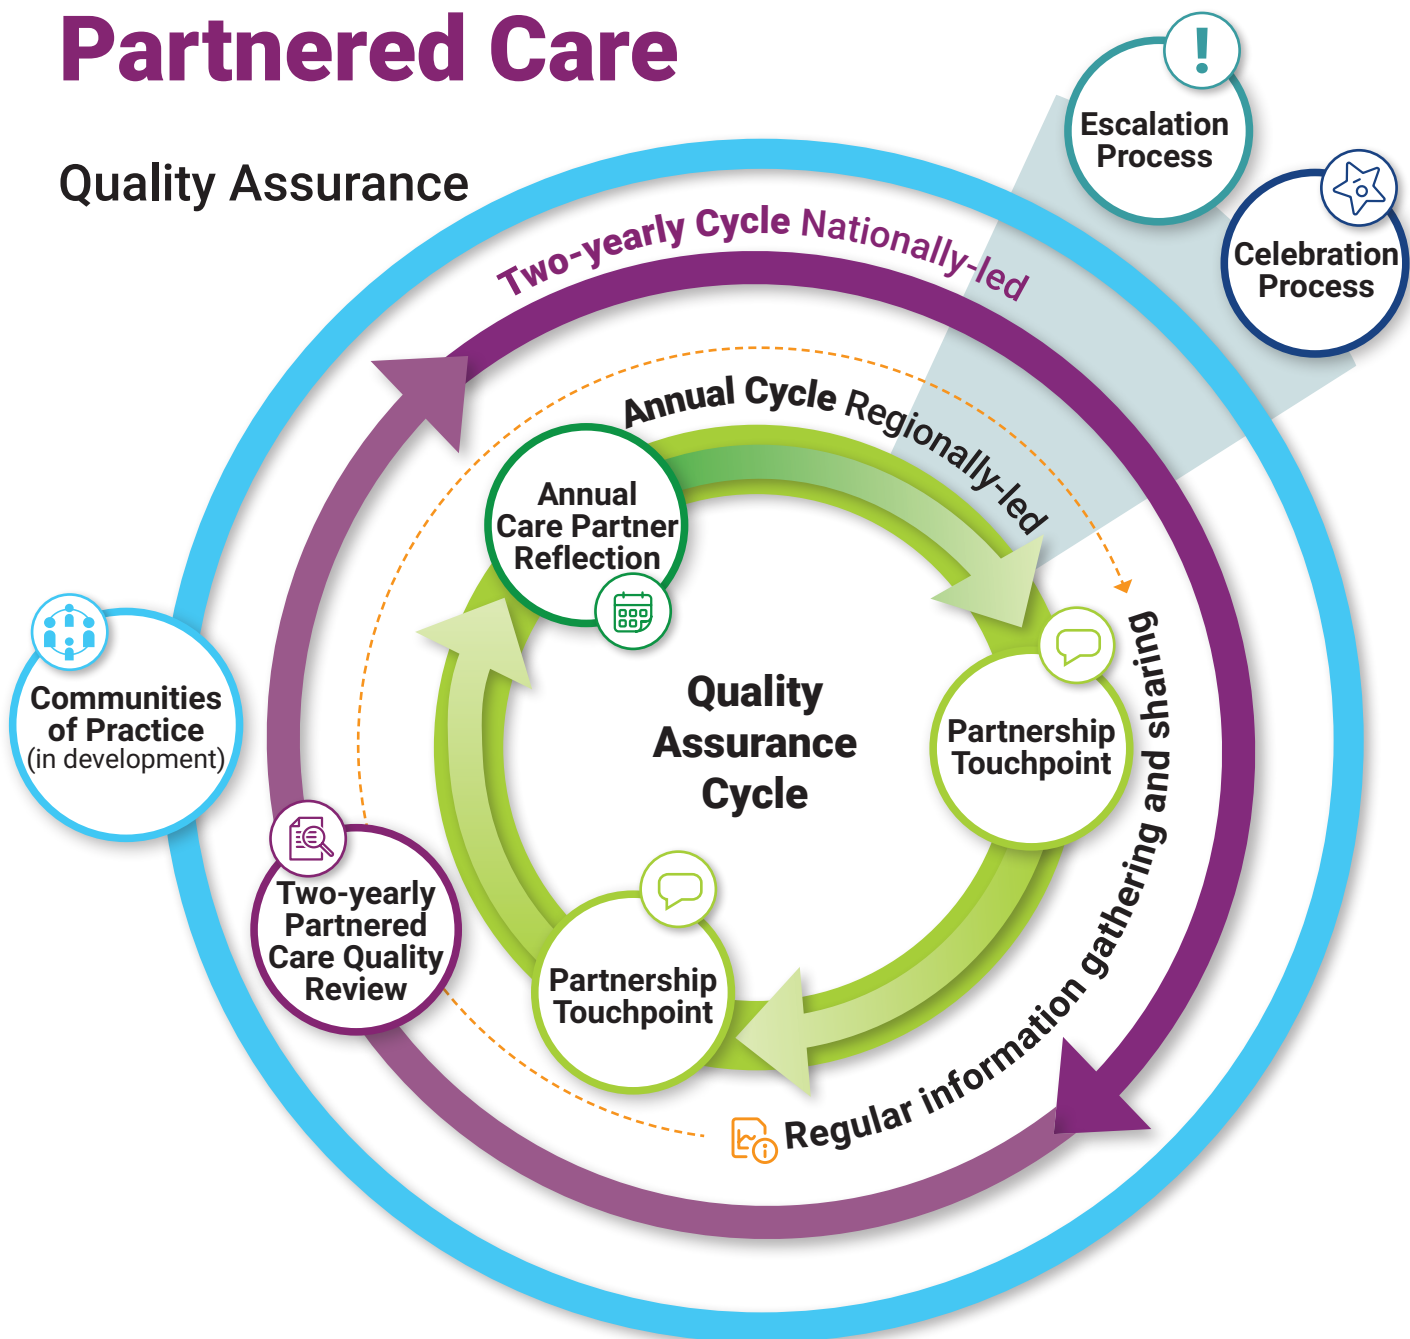 Partnered Care
Quality Assurance
Escalation
Process
Celebration
Process
Two-yearly Cycle Nationally-led
Annual Cycle Regionally-led
Annual
Care Partner
Reflection
Quality
Assurance
Cycle
Partnership
Touchpoint
Communities
of Practice
(in development)
Two-yearly
Partnered
Care Quality
Review
Partnership
Touchpoint
Regular information gathering and sharing